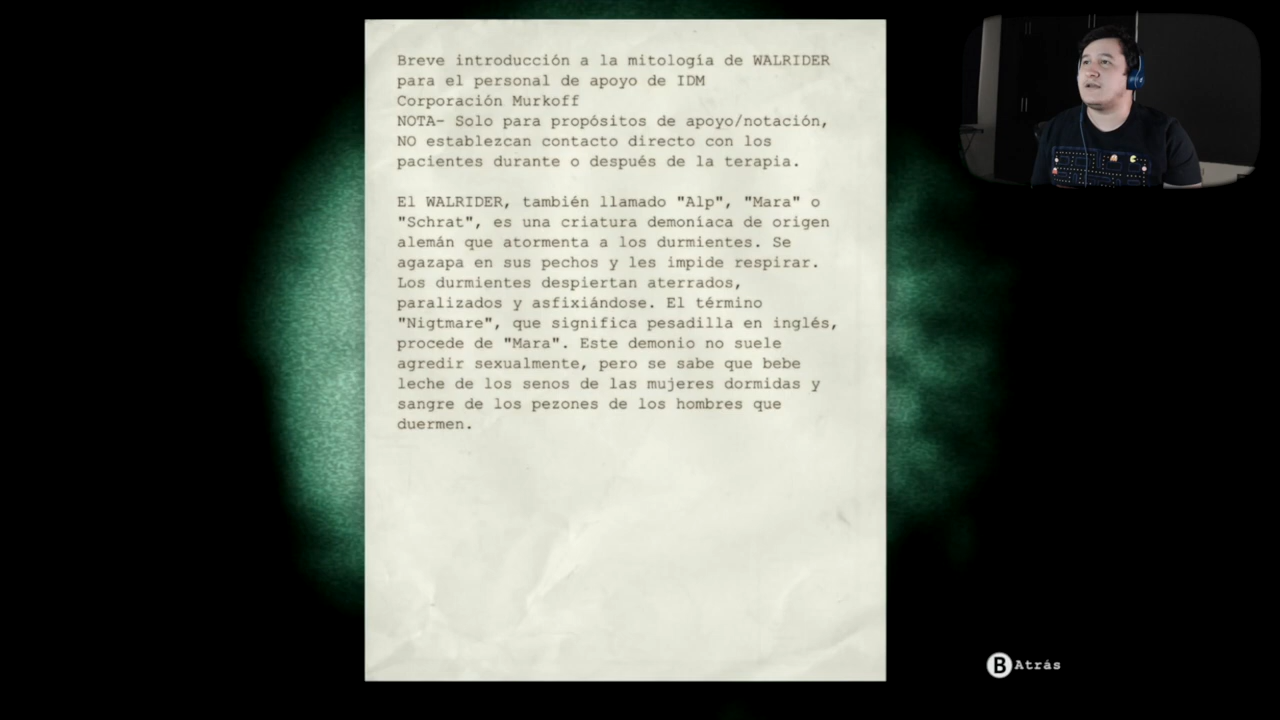 Breve introducción a la mitología de WALRIDER
para el personal de apoyo de IDM
Corporación Murkoff
NOTA- Solo para propósitos de apoyo/notación,
NO establezcan contacto directo con los
pacientes durante o después de la terapia.
El WALRIDER, también llamado "Alp", "Mara" o
"Schrat", es una criatura demoníaca de origen
alemán que atormenta a los durmientes. Se
agazapa en sus pechos y les impide respirar.
Los durmientes despiertan aterrados,
paralizados y asfixiándose. El término
"Nigtmare", que significa pesadilla en inglés,
procede de "Mara". Este demonio no suele
agredir sexualmente, pero se sabe que bebe
leche de los senos de las mujeres dormidas y
sangre de los pezones de los hombres que
duermen.
B Atrás